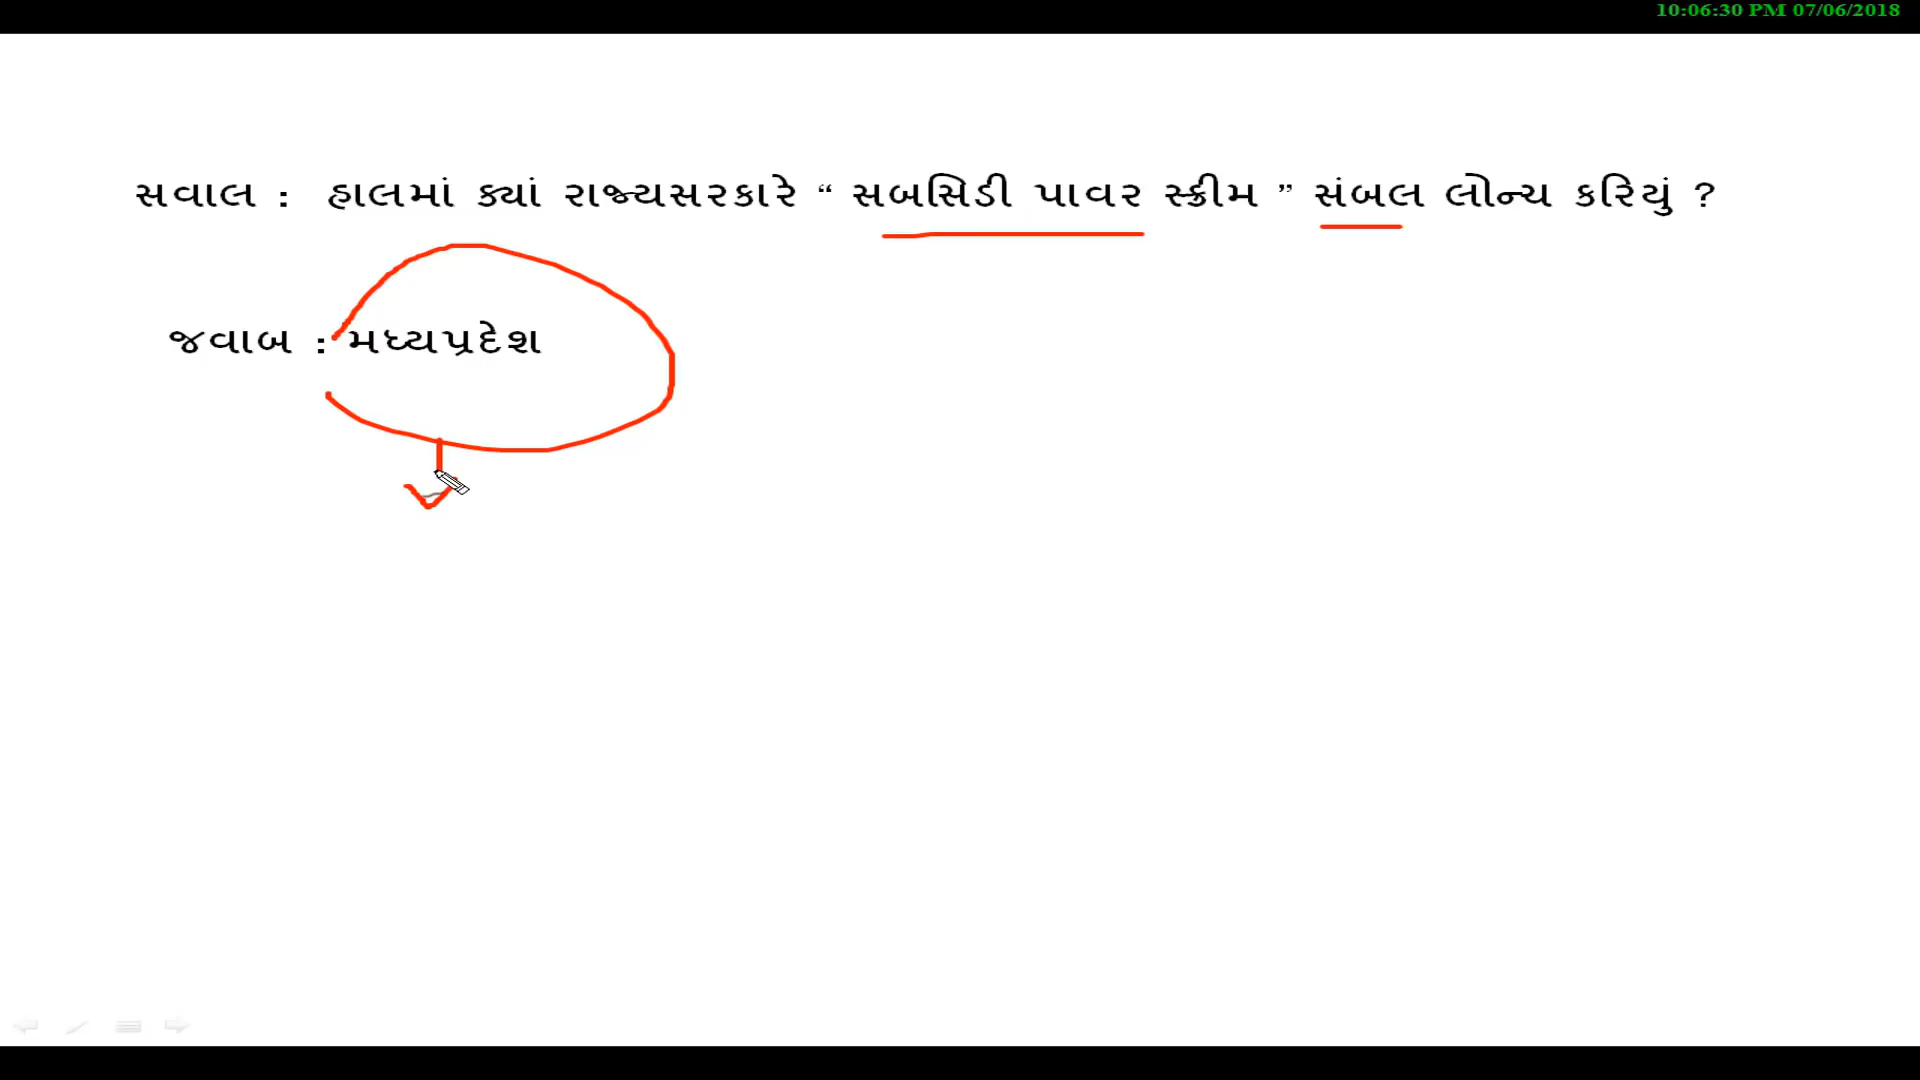 10:06:30 PM 07/06/2018
સવાલ : હાલમાં ક્યાં રાજ્યસરકારે “ સબસિડી પાવર સ્ક્રીમ ” સંબલ લોન્ચ કરિયું ?
જવાબ : મધ્યપ્રદેશ